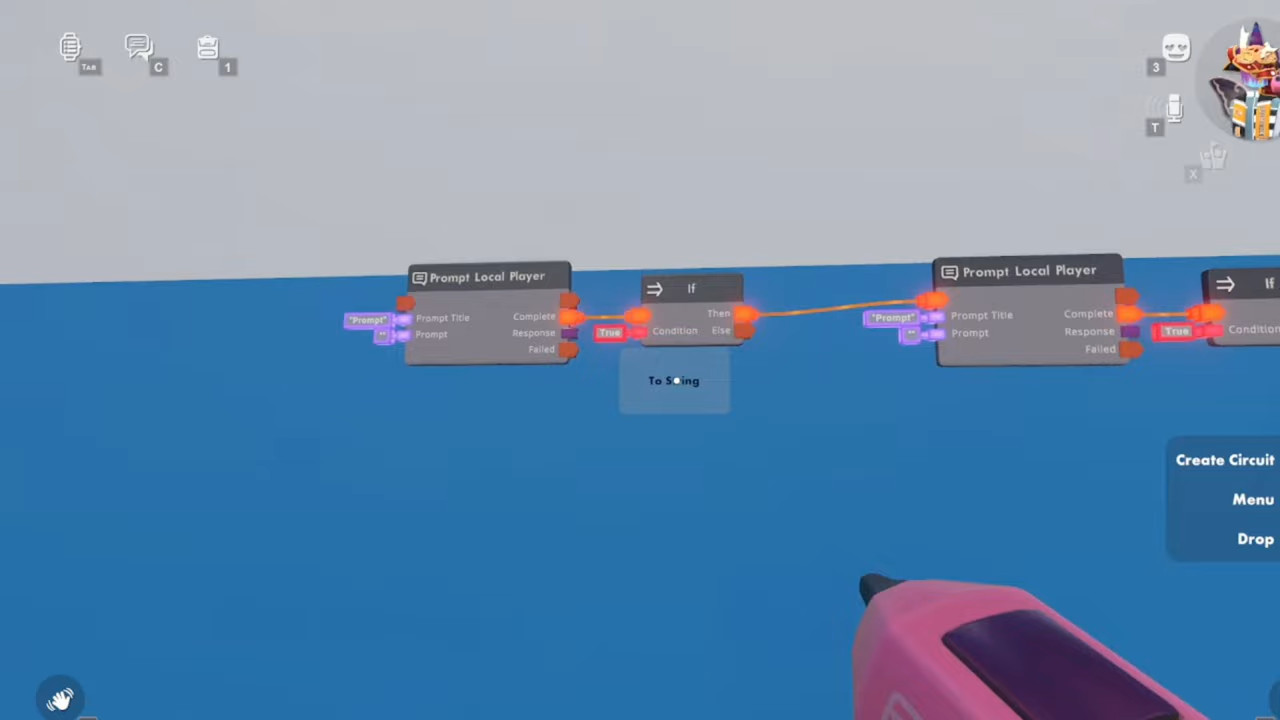 TAB
C
1
3
T
X
Prompt Local Player
"Prompt"
Prompt Title
Complete
""
Prompt
Response
Failed
If
Then
True
Condition
Else
Prompt Local Player
"Prompt"
Prompt Title
Complete
""
Prompt
Response
Failed
If
True
Condition
To
Create Circuit
Menu
Drop